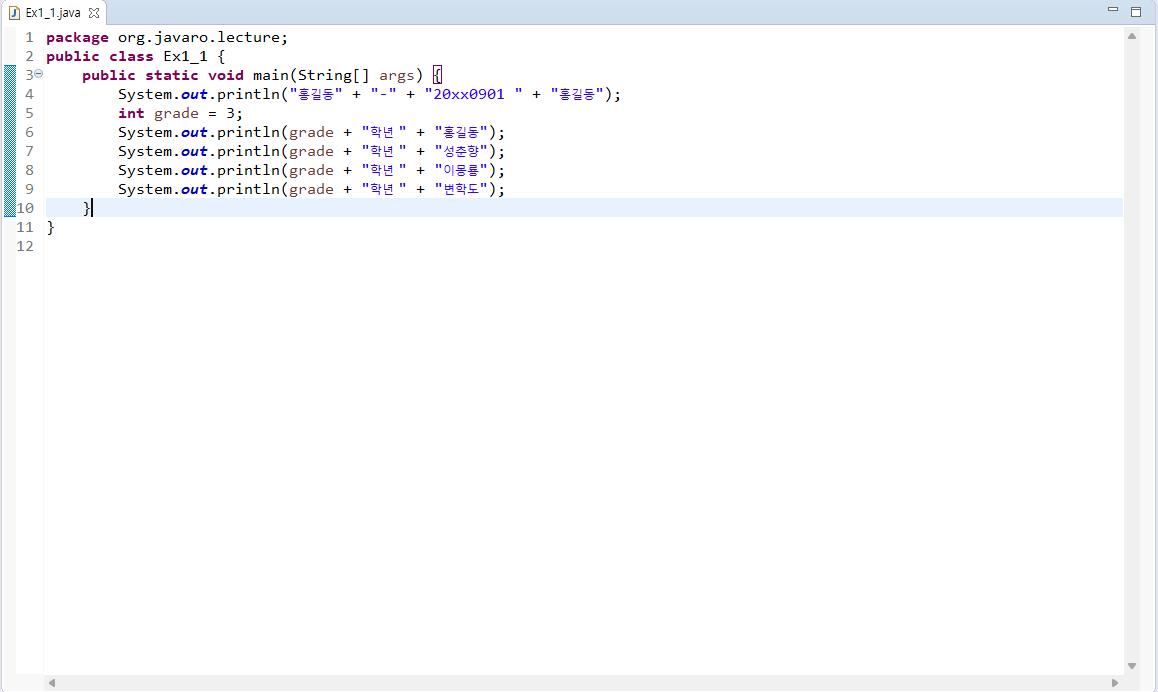 Ex1_1.java
1 package org.javaro.lecture;
2 public class Ex1_1 {
3     public static void main(String[] args) {
4         System.out.println("홍길동" + "-" + "20xx0901 " + "홍길동");
5         int grade = 3;
6         System.out.println(grade + "학년 " + "홍길동");
7         System.out.println(grade + "학년 " + "성춘향");
8         System.out.println(grade + "학년 " + "이몽룡");
9         System.out.println(grade + "학년 " + "변학도");
10     }
11 }
12